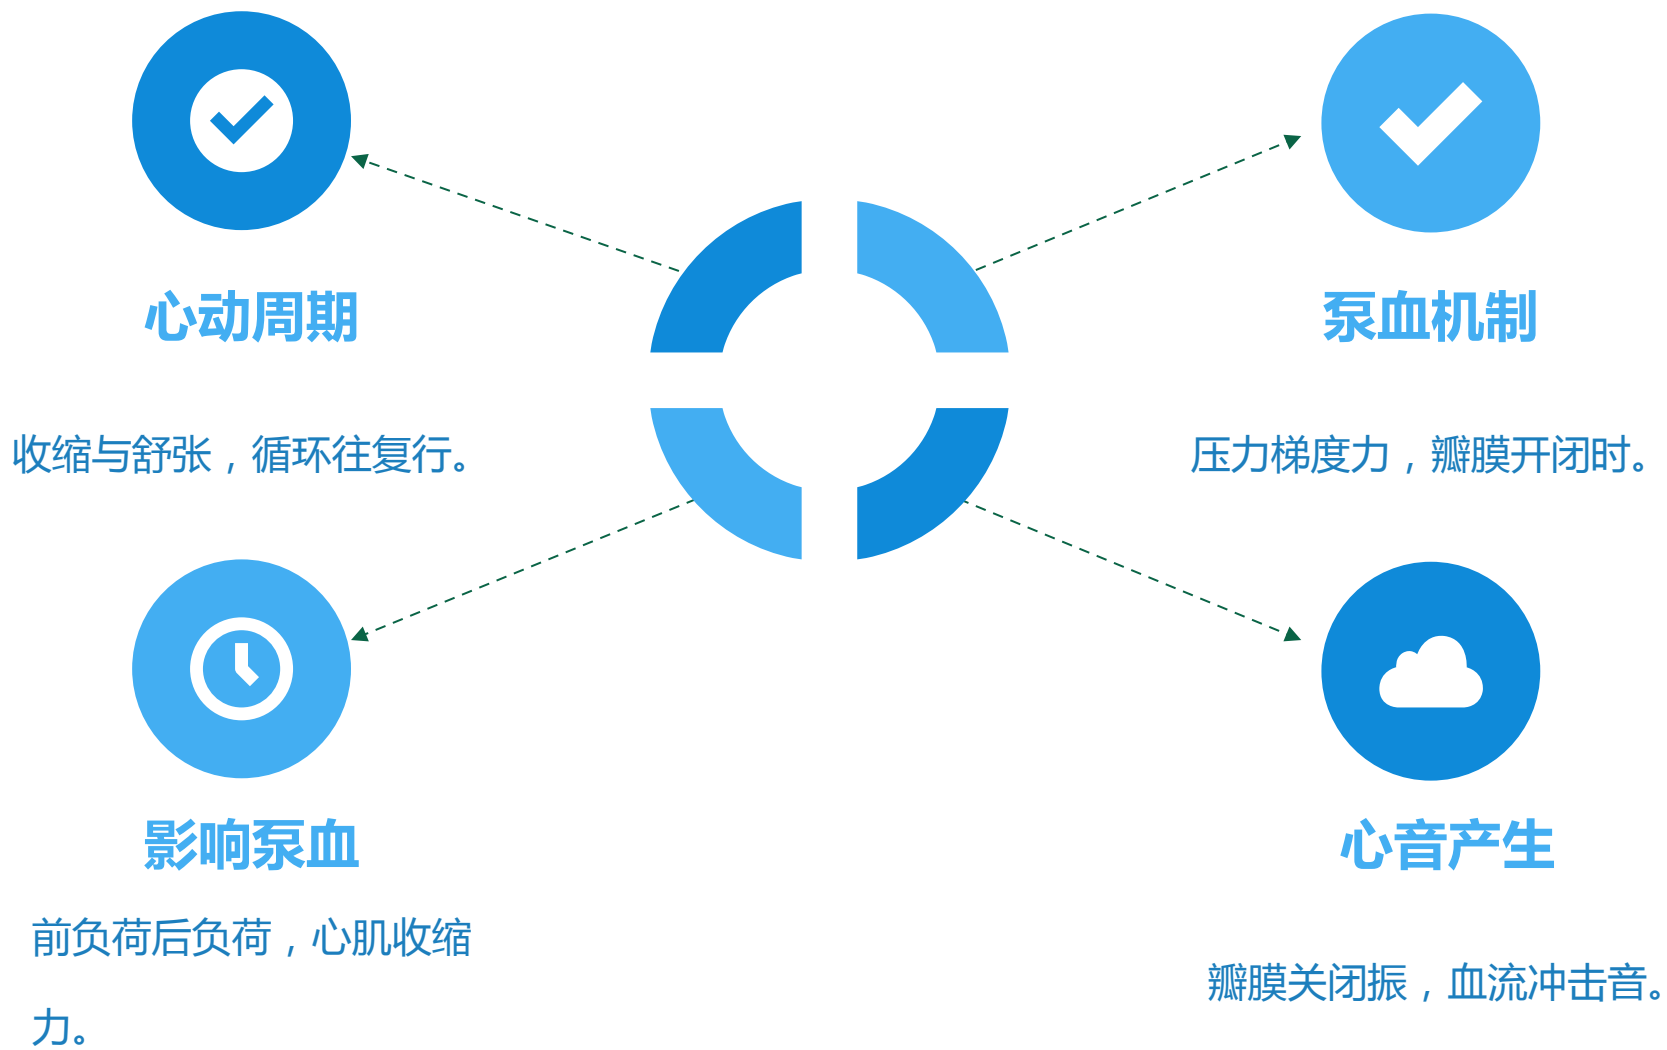 心动周期
收缩与舒张，循环往复行。
泵血机制
压力梯度力，瓣膜开闭时。
影响泵血
前负荷后负荷，心肌收缩
力。
心音产生
瓣膜关闭振，血流冲击音。